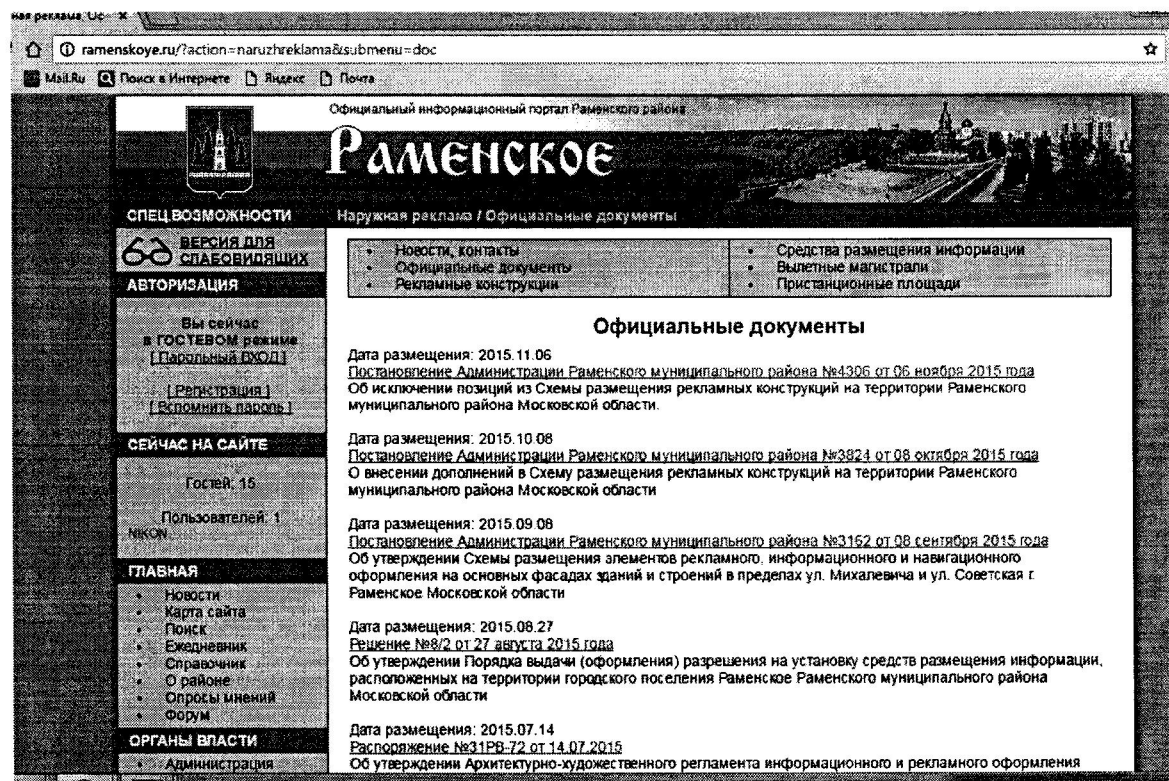 ная реклама, Оф
ramenskoye.ru/?action=naruzhreklama&submenu=doc
Mail.Ru Поиск в Интернете Яндекс Почта
Официальный информационный портал Раменского района
Раменское
СПЕЦ.ВОЗМОЖНОСТИ
ВЕРСИЯ ДЛЯ
СЛАБОВИДЯЩИХ
АВТОРИЗАЦИЯ
Вы сейчас
в ГОСТЕВОМ режиме
[ Парольный ВХОД ]
[ Регистрация ]
[ Вспомнить пароль ]
СЕЙЧАС НА САЙТЕ
Гостей: 15
Пользователей: 1
NIKON
ГЛАВНАЯ
• Новости
• Карта сайта
• Поиск
• Ежедневник
• Справочник
• О районе
• Опросы мнений
• Форум
ОРГАНЫ ВЛАСТИ
• Администрация
Наружная реклама / Официальные документы
• Новости, контакты
• Официальные документы
• Рекламные конструкции
• Средства размещения информации
• Вылетные магистрали
• Пристанционные площади
Официальные документы
Дата размещения: 2015.11.06
Постановление Администрации Раменского муниципального района №4306 от 06 ноября 2015 года
Об исключении позиций из Схемы размещения рекламных конструкций на территории Раменского
муниципального района Московской области.
Дата размещения: 2015.10.08
Постановление Администрации Раменского муниципального района №3824 от 08 октября 2015 года
О внесении дополнений в Схему размещения рекламных конструкций на территории Раменского
муниципального района Московской области
Дата размещения: 2015.09.08
Постановление Администрации Раменского муниципального района №3162 от 08 сентября 2015 года
Об утверждении Схемы размещения элементов рекламного, информационного и навигационного
оформления на основных фасадах зданий и строений в пределах ул. Михалевича и ул. Советская г.
Раменское Московской области
Дата размещения: 2015.08.27
Решение №8/2 от 27 августа 2015 года
Об утверждении Порядка выдачи (оформления) разрешения на установку средств размещения информации,
расположенных на территории городского поселения Раменское Раменского муниципального района
Московской области
Дата размещения: 2015.07.14
Распоряжение №31РВ-72 от 14.07.2015
Об утверждении Архитектурно-художественного регламента информационного и рекламного оформления